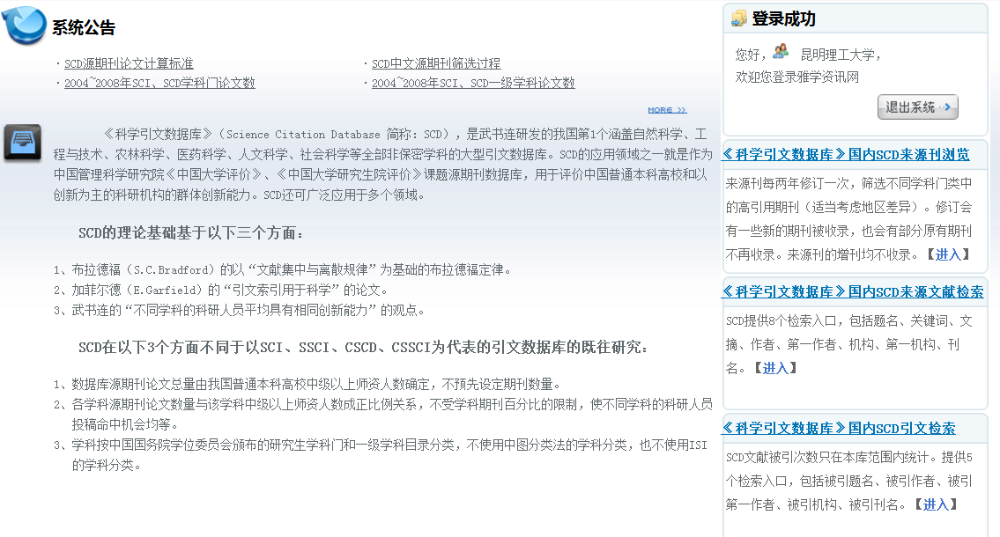 系统公告
· SCD源期刊论文计算标准
· SCD中文源期刊筛选过程
· 2004~2008年SCI、SCD学科门论文数
· 2004~2008年SCI、SCD一级学科论文数
MORE >>
《科学引文数据库》（Science Citation Database 简称：SCD），是武书连研发的我国第1个涵盖自然科学、工
程与技术、农林科学、医药科学、人文科学、社会科学等全部非保密学科的大型引文数据库。SCD的应用领域之一就是作为
中国管理科学研究院《中国大学评价》、《中国大学研究生院评价》课题源期刊数据库，用于评价中国普通本科高校和以
创新为主的科研机构的群体创新能力。SCD还可广泛应用于多个领域。
SCD的理论基础基于以下三个方面：
1、布拉德福（S.C.Bradford）的以“文献集中与离散规律”为基础的布拉德福定律。
2、加菲尔德（E.Garfield）的“引文索引用于科学”的论文。
3、武书连的“不同学科的科研人员平均具有相同创新能力”的观点。
SCD在以下3个方面不同于以SCI、SSCI、CSCD、CSSCI为代表的引文数据库的既往研究：
1、数据库源期刊论文总量由我国普通本科高校中级以上师资人数确定，不预先设定期刊数量。
2、各学科源期刊论文数量与该学科中级以上师资人数成正比例关系，不受学科期刊百分比的限制，使不同学科的科研人员
投稿命中机会均等。
3、学科按中国国务院学位委员会颁布的研究生学科门和一级学科目录分类，不使用中图分类法的学科分类，也不使用ISI
的学科分类。
登录成功
您好， 昆明理工大学，
欢迎您登录雅学资讯网
退出系统
《科学引文数据库》国内SCD来源刊浏览
来源刊每两年修订一次，筛选不同学科门类中
的高引用期刊（适当考虑地区差异）。修订会
有一些新的期刊被收录，也会有部分原有期刊
不再收录。来源刊的增刊均不收录。【进入】
《科学引文数据库》国内SCD来源文献检索
SCD提供8个检索入口，包括题名、关键词、文
摘、作者、第一作者、机构、第一机构、刊
名。【进入】
《科学引文数据库》国内SCD引文检索
SCD文献被引次数只在本库范围内统计。提供5
个检索入口，包括被引题名、被引作者、被引
第一作者、被引机构、被引刊名。【进入】